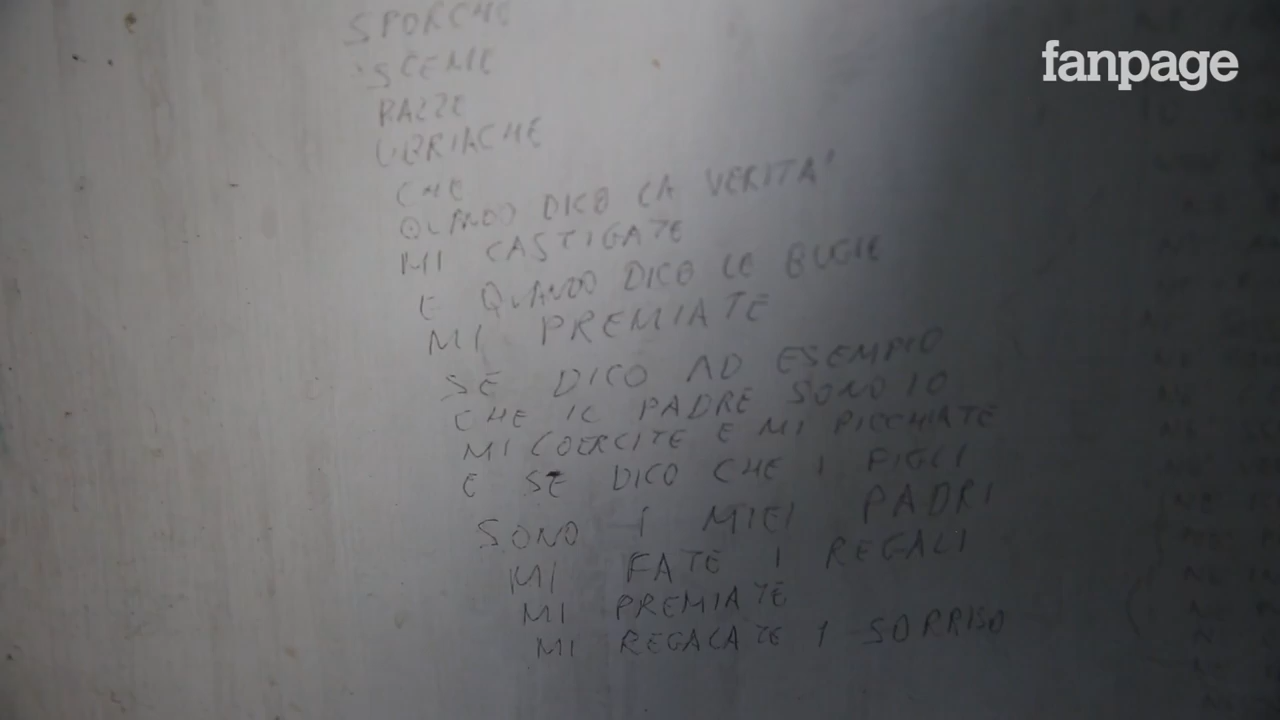 fanpage
SPORCHE
SCEME
RAZZE
UBRIACHE
CHE
QUANDO DICO LA VERITA'
MI CASTIGATE
E QUANDO DICO LE BUGIE
MI PREMIATE
SE DICO AD ESEMPIO
CHE IL PADRE SONO IO
MI COERCITE E MI PICCHIATE
E SE DICO CHE I FIGLI
SONO I MIEI PADRI
MI FATE I REGALI
MI PREMIATE
MI REGALATE 1 SORRISO